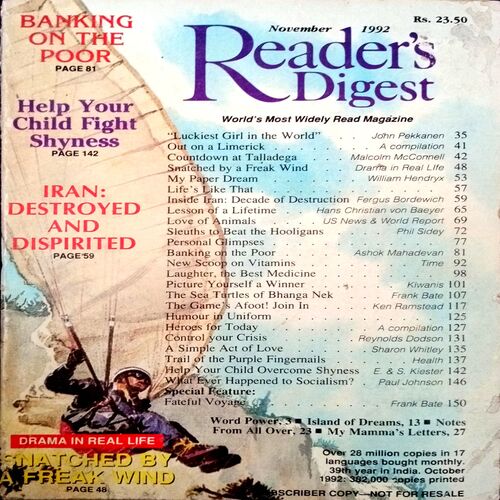 BANKING
ON THE
POOR
PAGE 81
Help Your
Child Fight
Shyness
PAGE 142
IRAN:
DESTROYED
AND
DISPIRITED
PAGE 59
DRAMA IN REAL LIFE
SNATCHED BY
A FREAK WIND
PAGE 48
November 1992 Rs. 23.50
Reader's
Digest
World's Most Widely Read Magazine
"Luckiest Girl in the World" . . John Pekkanen 35
Out on a Limerick . . . A compilation 41
Countdown at Talladega . . Malcolm McConnell 42
Snatched by a Freak Wind . . Drama in Real Life 48
My Paper Dream . . . William Hendryx 53
Life's Like That . . . 57
Inside Iran: Decade of Destruction Fergus Bordewich 59
Lesson of a Lifetime . Hans Christian von Baeyer 65
Love of Animals . . US News & World Report 69
Sleuths to Beat the Hooligans . . Phil Sidey 72
Personal Glimpses . . . 77
Banking on the Poor . . Ashok Mahadevan 81
New Scoop on Vitamins . . . Time 92
Laughter, the Best Medicine . . . 98
Picture Yourself a Winner . . . Kiwanis 101
The Sea Turtles of Bhanga Nek . . Frank Bate 107
The Game's Afoot! Join In . . Ken Ramstead 117
Humour in Uniform . . . 125
Heroes for Today . . . A compilation 127
Control your Crisis . . Reynolds Dodson 131
A Simple Act of Love . . Sharon Whitley 135
Trail of the Purple Fingernails . . Health 137
Help Your Child Overcome Shyness E. & S. Kiester 142
What Ever Happened to Socialism? Paul Johnson 146
Special Feature:
Fateful Voyage . . . Frank Bate 150
Word Power, 3 ■ Island of Dreams, 13 ■ Notes
From All Over, 23 ■ My Mamma's Letters, 27
Over 28 million copies in 17
languages bought monthly.
39th year in India. October
1992: 382,000 copies printed
SUBSCRIBER COPY—NOT FOR RESALE